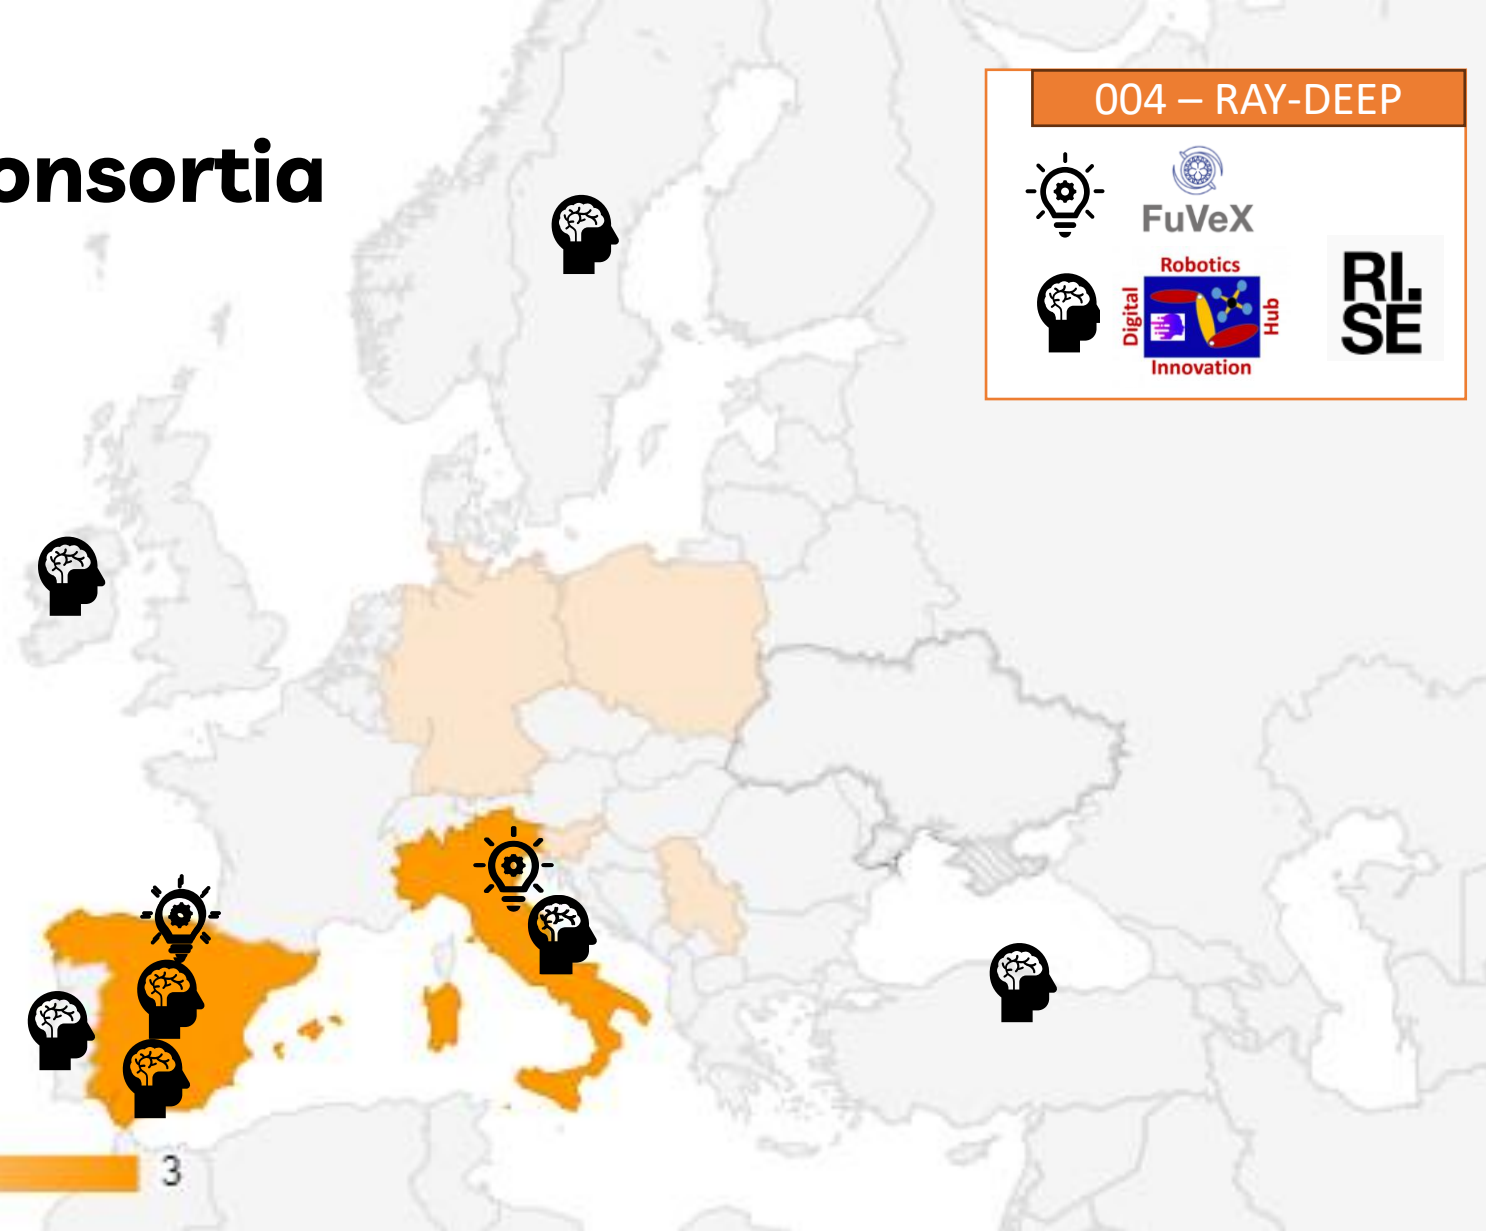 onsortia
004 – RAY-DEEP
FuVeX
Robotics
Digital
Hub
Innovation
RI.
SE
3